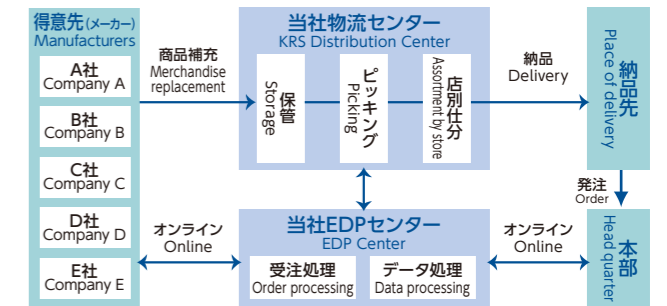 得意先（メーカー）
Manufacturers
A社
Company A
B社
Company B
C社
Company C
D社
Company D
E社
Company E
商品補充
Merchandise
replacement
オンライン
Online
当社物流センター
KRS Distribution Center
保管
Storage
ピッキング
Picking
店別仕分
Assortment by store
当社EDPセンター
EDP Center
受注処理
Order processing
データ処理
Data processing
納品
Delivery
納品先
Place of delivery
発注
Order
オンライン
Online
本部
Head quarter